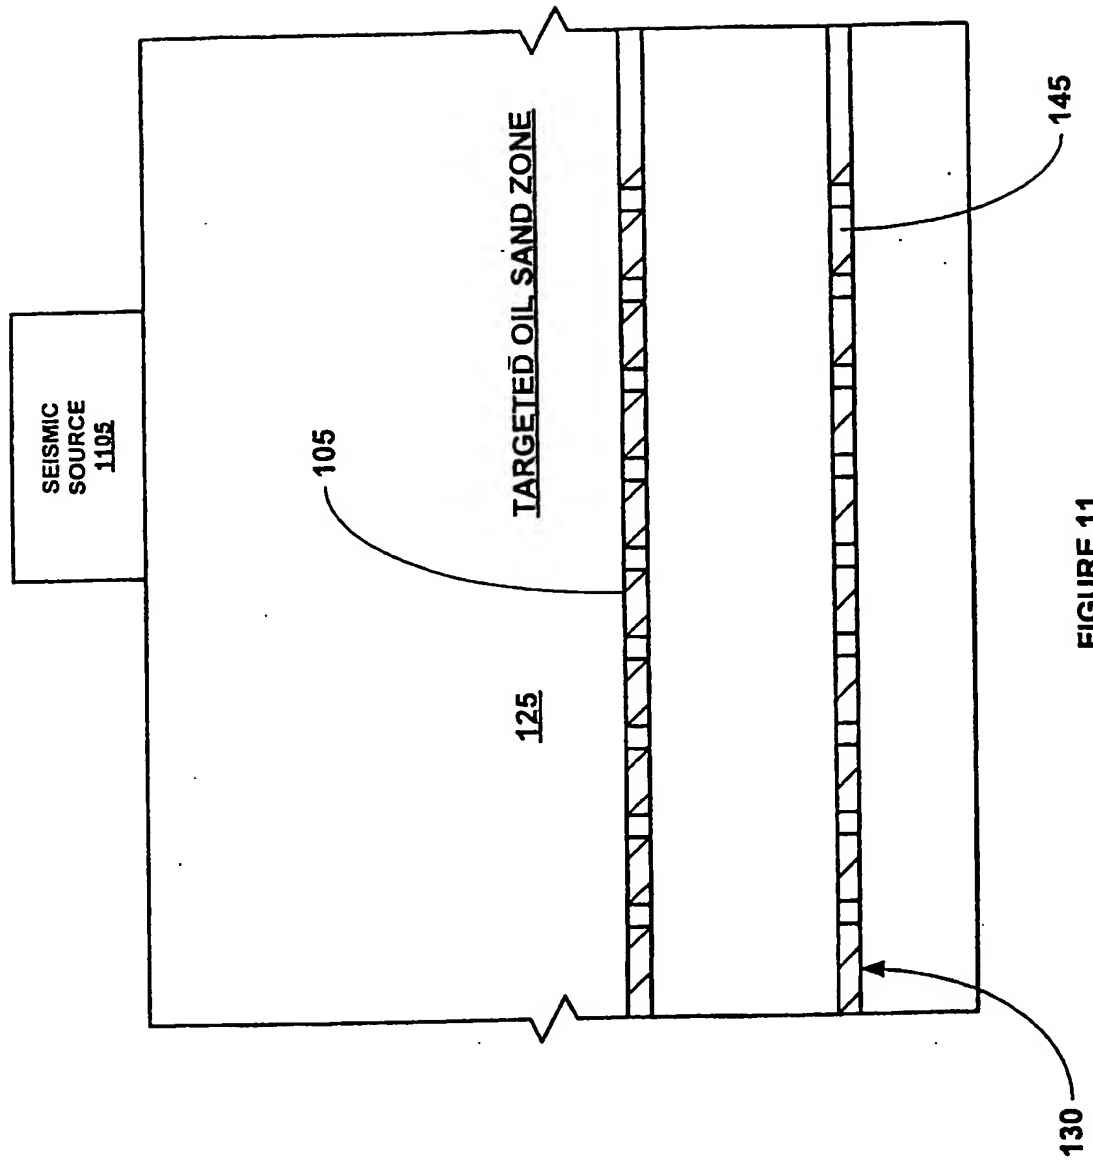 SEISMIC
SOURCE
1105
105
TARGETED OIL SAND ZONE
125
145
130
FIGURE 11